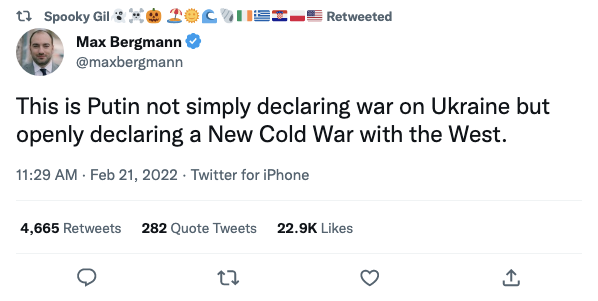 Spooky Gil👻☠️🎃 🏖️🌞🌊🐚🇮🇪🇬🇷🇭🇷🇵🇱🇺🇸 Retweeted
Max Bergmann
@maxbergmann
This is Putin not simply declaring war on Ukraine but
openly declaring a New Cold War with the West.
11:29 AM · Feb 21, 2022 · Twitter for iPhone
4,665 Retweets 282 Quote Tweets 22.9K Likes